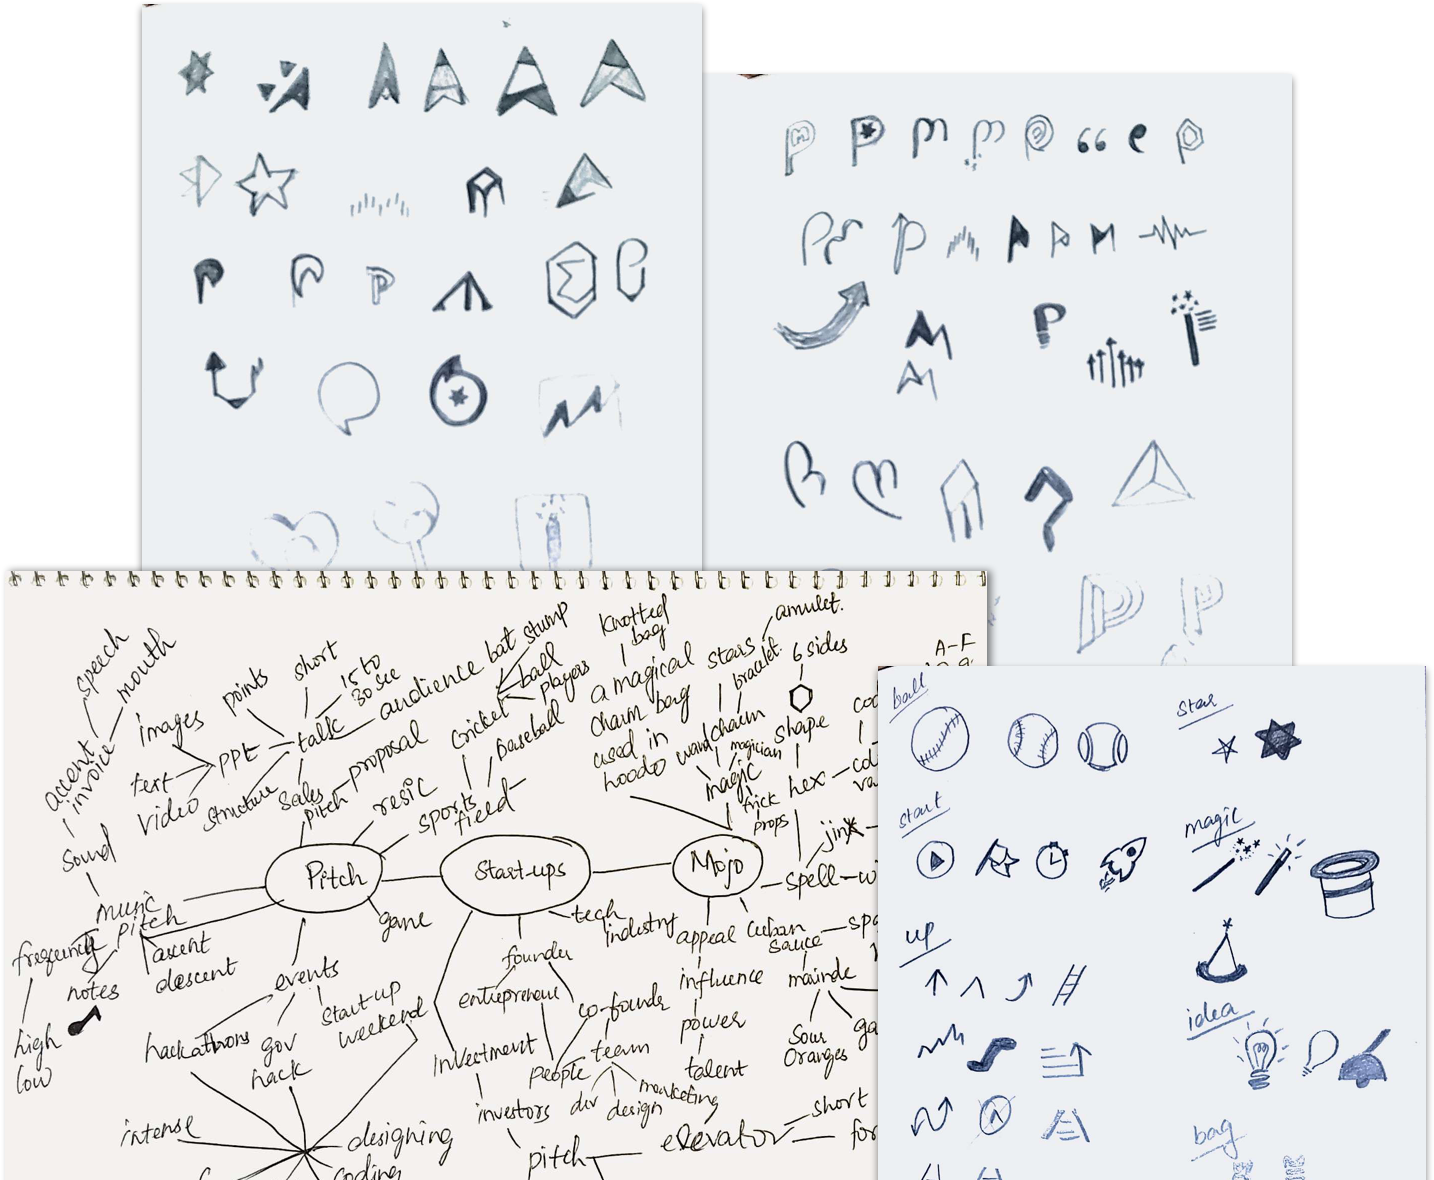 speech
mouth
accent
invoice
images
points
short
15 to
30 sec
text
video
ppt
talk
audience
structure
sales
pitch
proposal
cricket
bat
stump
ball
players
baseball
sports
field
sound
music
pitch
frequency
notes
high
low
ascent
descent
Pitch
Start-ups
Mojo
game
events
hackathons
gov
hack
start-up
weekend
intense
designing
coding
founder
entrepreneur
co-founder
people
team
dev
design
marketing
tech
industry
investment
investors
pitch
elevator
short
for
Knotted
bag
a magical
charm bag
used in
hoodo
stars
amulet.
bracelet.
wand
charm
magician
magic
trick
props
6 sides
shape
hex
jinx
spell
appeal
influence
power
talent
cuban
sauce
Sour
Oranges
A-F
ball
star
start
magic
up
idea
bag